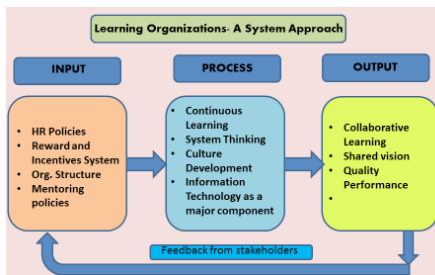 Learning Organizations- A System Approach
INPUT
PROCESS
OUTPUT
• HR Policies
• Reward and
Incentives System
• Org. Structure
• Mentoring
policies
• Continuous
Learning
• System Thinking
• Culture
Development
• Information
Technology as a
major component
• Collaborative
Learning
• Shared vision
• Quality
Performance
•
Feedback from stakeholders